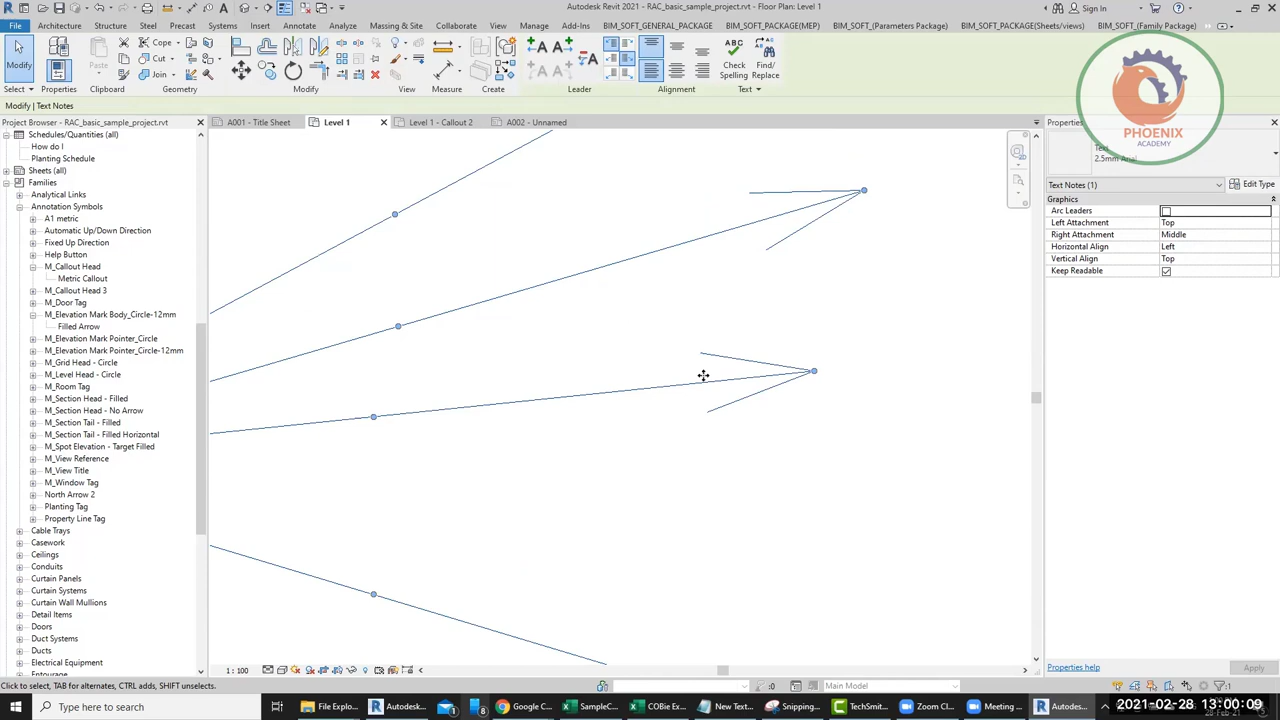 Autodesk Revit 2021 - RAC_basic_sample_project.rvt - Floor Plan: Level 1
Sign In
File Architecture Structure Steel Precast Systems Insert Annotate Analyze Massing & Site Collaborate View Manage Add-Ins BIM_SOFT_GENERAL_PACKAGE BIM_SOFT_PACKAGE(MEP) BIM_SOFT_(Parameters Package) BIM_SOFT_PACKAGE(Sheets/views) BIM_SOFT_(Family Package)
Modify
Paste
Cope
Cut
Join
Check Spelling
Find/ Replace
Select Properties Clipboard Geometry Modify View Measure Create Leader Alignment Text
PHOENIX
ACADEMY
Modify | Text Notes
Project Browser - RAC_basic_sample_project.rvt
A001 - Title Sheet
Level 1
Level 1 - Callout 2
A002 - Unnamed
Properties
Schedules/Quantities (all)
How do I
Planting Schedule
Sheets (all)
Families
Analytical Links
Annotation Symbols
A1 metric
Automatic Up/Down Direction
Fixed Up Direction
Help Button
M_Callout Head
Metric Callout
M_Callout Head 3
M_Door Tag
M_Elevation Mark Body_Circle-12mm
Filled Arrow
M_Elevation Mark Pointer_Circle
M_Elevation Mark Pointer_Circle-12mm
M_Grid Head - Circle
M_Level Head - Circle
M_Room Tag
M_Section Head - Filled
M_Section Head - No Arrow
M_Section Tail - Filled
M_Section Tail - Filled Horizontal
M_Spot Elevation - Target Filled
M_View Reference
M_View Title
M_Window Tag
North Arrow 2
Planting Tag
Property Line Tag
Cable Trays
Casework
Ceilings
Conduits
Curtain Panels
Curtain Systems
Curtain Wall Mullions
Detail Items
Doors
Duct Systems
Ducts
Electrical Equipment
Entourage
Text
2.5mm Arial
Text Notes (1)
Edit Type
Graphics
Arc Leaders
Left Attachment Top
Right Attachment Middle
Horizontal Align Left
Vertical Align Top
Keep Readable
Properties help
Apply
1 : 100
Click to select, TAB for alternates, CTRL adds, SHIFT unselects.
:0
Main Model
:1
Type here to search
File Explo...
Autodes...
1
8
Google C...
SampleC...
COBie Ex...
New Text...
Snipping...
TechSmit...
Zoom Cl...
Meeting ...
Autodes...
2021-02-28 13:00:09